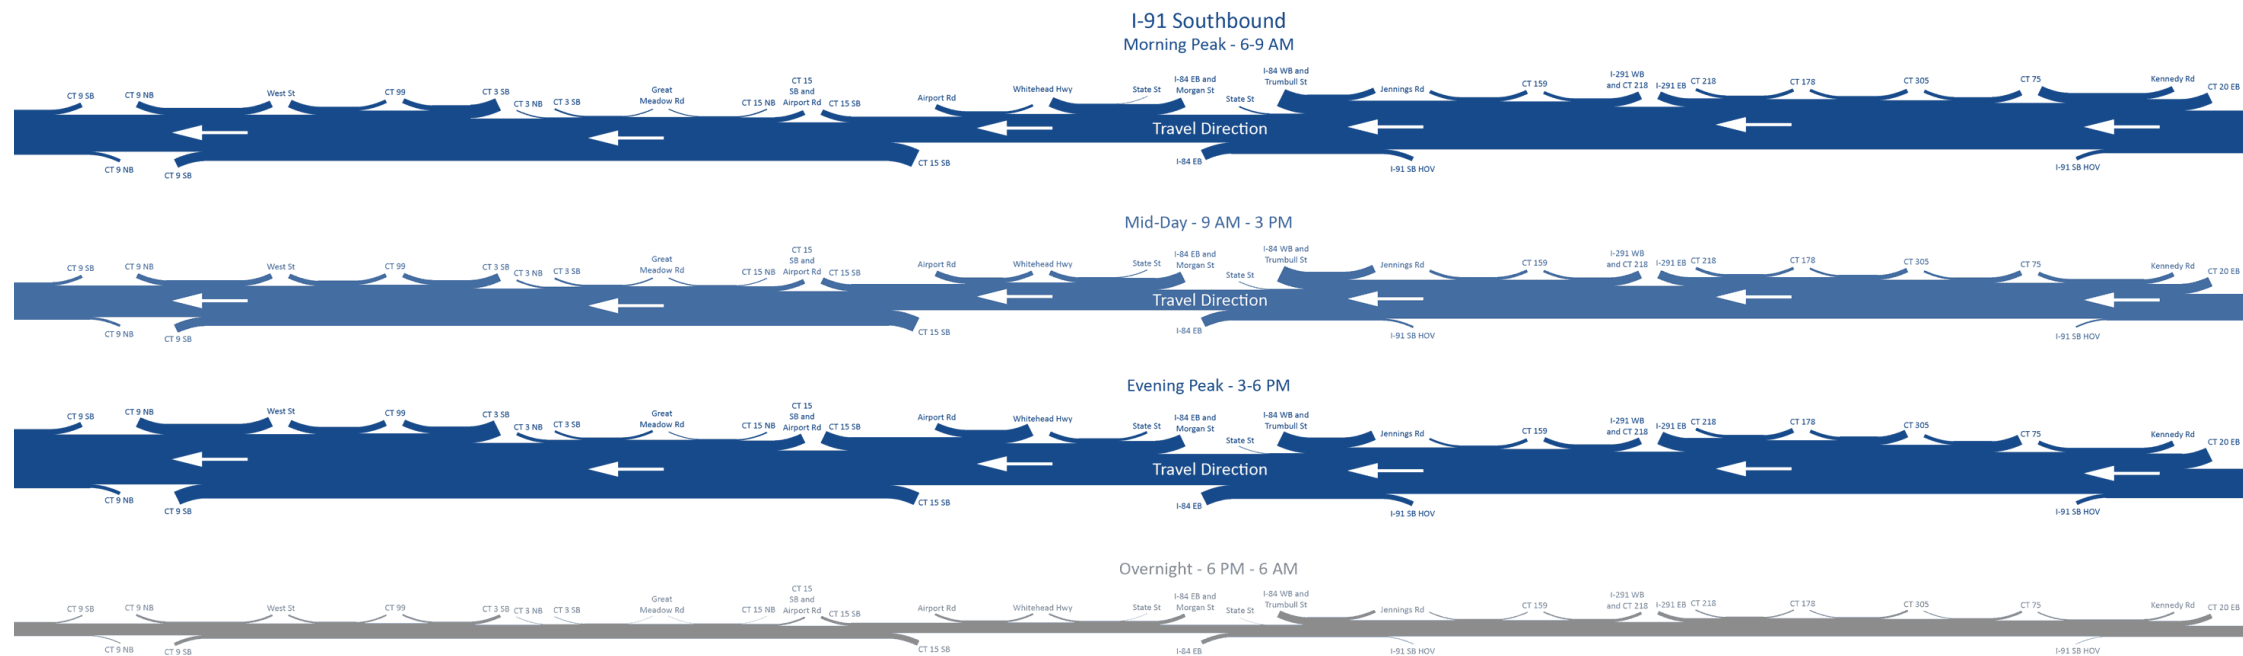 I-91 Southbound
Morning Peak - 6-9 AM
CT 9 SB
CT 9 NB
West St
CT 99
CT 3 SB
CT 3 NB
CT 3 SB
Great
Meadow Rd
CT 15 NB
CT 15
SB and
Airport Rd
CT 15 SB
Airport Rd
Whitehead Hwy
State St
I-84 EB and
Morgan St
State St
I-84 WB and
Trumbull St
Jennings Rd
CT 159
I-291 WB
and CT 218
I-291 EB
CT 218
CT 178
CT 305
CT 75
Kennedy Rd
CT 20 EB
Travel Direction
CT 9 NB
CT 9 SB
CT 15 SB
I-84 EB
I-91 SB HOV
I-91 SB HOV
Mid-Day - 9 AM - 3 PM
CT 9 SB
CT 9 NB
West St
CT 99
CT 3 SB
CT 3 NB
CT 3 SB
Great
Meadow Rd
CT 15 NB
CT 15
SB and
Airport Rd
CT 15 SB
Airport Rd
Whitehead Hwy
State St
I-84 EB and
Morgan St
State St
I-84 WB and
Trumbull St
Jennings Rd
CT 159
I-291 WB
and CT 218
I-291 EB
CT 218
CT 178
CT 305
CT 75
Kennedy Rd
CT 20 EB
Travel Direction
CT 9 NB
CT 9 SB
CT 15 SB
I-84 EB
I-91 SB HOV
I-91 SB HOV
Evening Peak - 3-6 PM
CT 9 SB
CT 9 NB
West St
CT 99
CT 3 SB
CT 3 NB
CT 3 SB
Great
Meadow Rd
CT 15 NB
CT 15
SB and
Airport Rd
CT 15 SB
Airport Rd
Whitehead Hwy
State St
I-84 EB and
Morgan St
State St
I-84 WB and
Trumbull St
Jennings Rd
CT 159
I-291 WB
and CT 218
I-291 EB
CT 218
CT 178
CT 305
CT 75
Kennedy Rd
CT 20 EB
Travel Direction
CT 9 NB
CT 9 SB
CT 15 SB
I-84 EB
I-91 SB HOV
I-91 SB HOV
Overnight - 6 PM - 6 AM
CT 9 SB
CT 9 NB
West St
CT 99
CT 3 SB
CT 3 NB
CT 3 SB
Great
Meadow Rd
CT 15 NB
CT 15
SB and
Airport Rd
CT 15 SB
Airport Rd
Whitehead Hwy
State St
I-84 EB and
Morgan St
State St
I-84 WB and
Trumbull St
Jennings Rd
CT 159
I-291 WB
and CT 218
I-291 EB
CT 218
CT 178
CT 305
CT 75
Kennedy Rd
CT 20 EB
CT 9 NB
CT 9 SB
CT 15 SB
I-84 EB
I-91 SB HOV
I-91 SB HOV